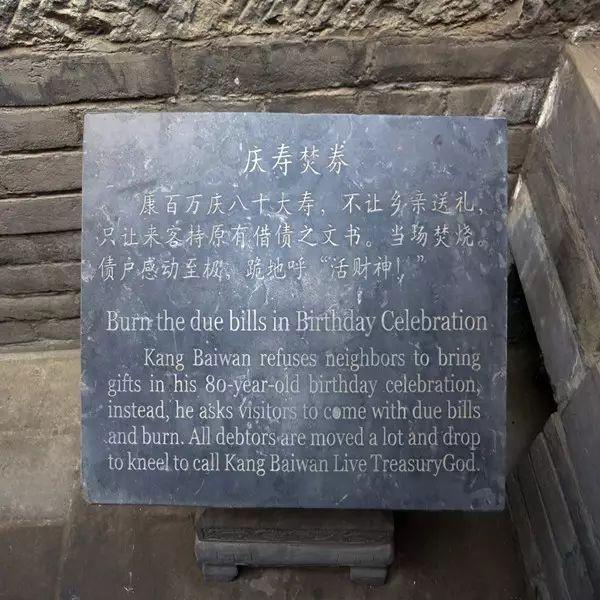 庆寿焚券
康百万庆八十大寿，不让乡亲送礼，
只让来客持原有借债之文书。当场焚烧。
债户感动至极，跪地呼“活财神！”
Burn the due bills in Birthday Celebration
Kang Baiwan refuses neighbors to bring
gifts in his 80-year-old birthday celebration,
instead, he asks visitors to come with due bills
and burn. All debtors are moved a lot and drop
to kneel to call Kang Baiwan Live TreasuryGod.